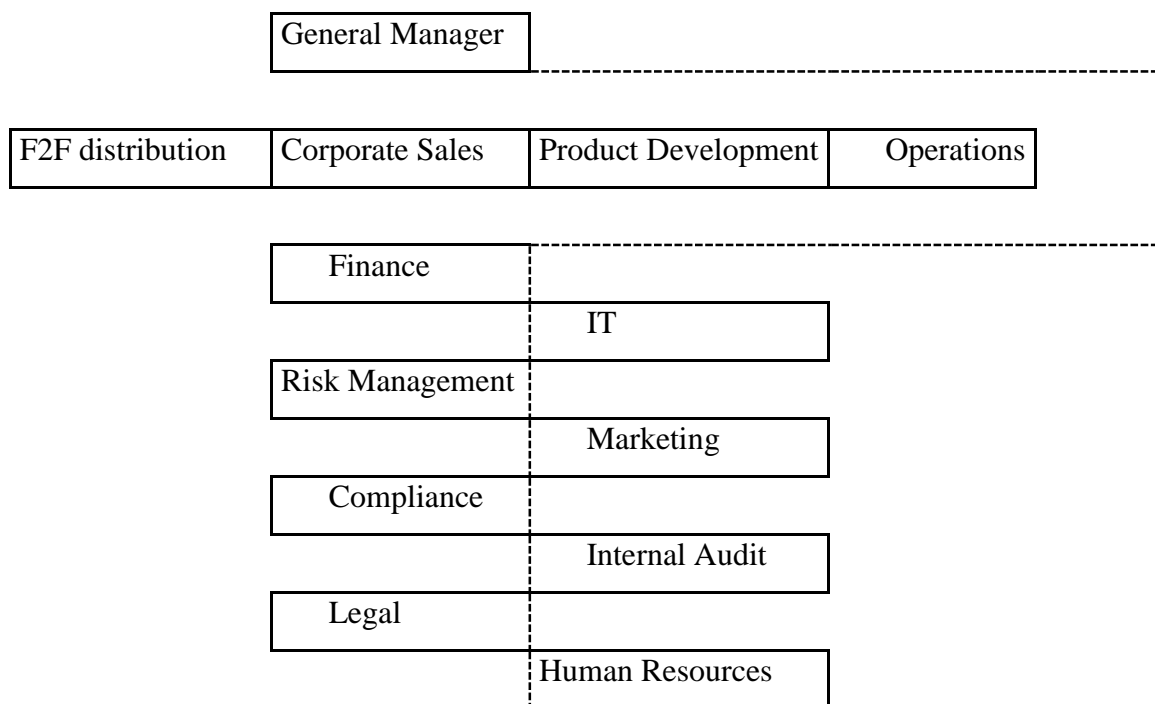 General Manager
F2F distribution Corporate Sales Product Development Operations
Finance
IT
Risk Management
Marketing
Compliance
Internal Audit
Legal
Human Resources